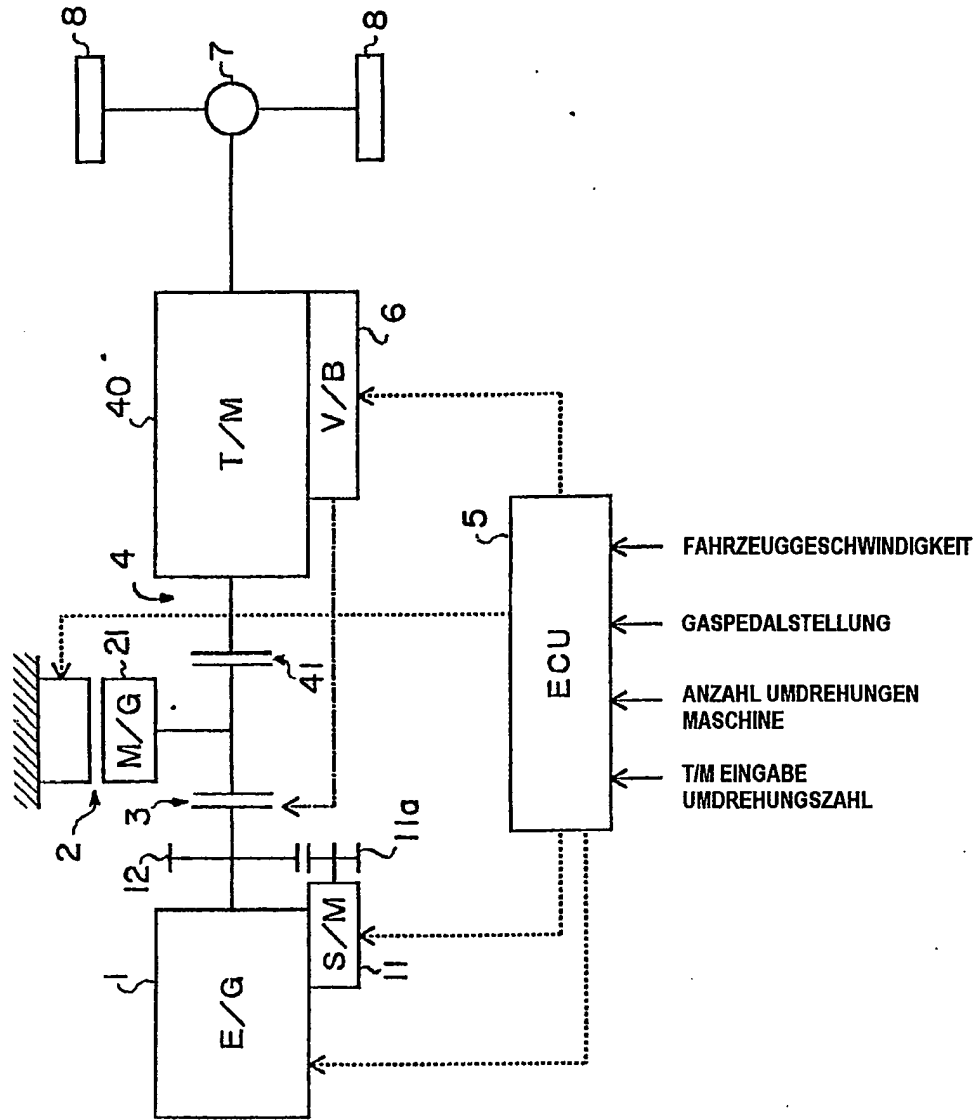 8
7
8
40
T/M
6
V/B
4
41
21
M/G
2
3
12
11a
1
E/G
S/M
11
5
ECU
FAHRZEUGGESCHWINDIGKEIT
GASPEDALSTELLUNG
ANZAHL UMDREHUNGEN
MASCHINE
T/M EINGABE
UMDREHUNGSZAHL